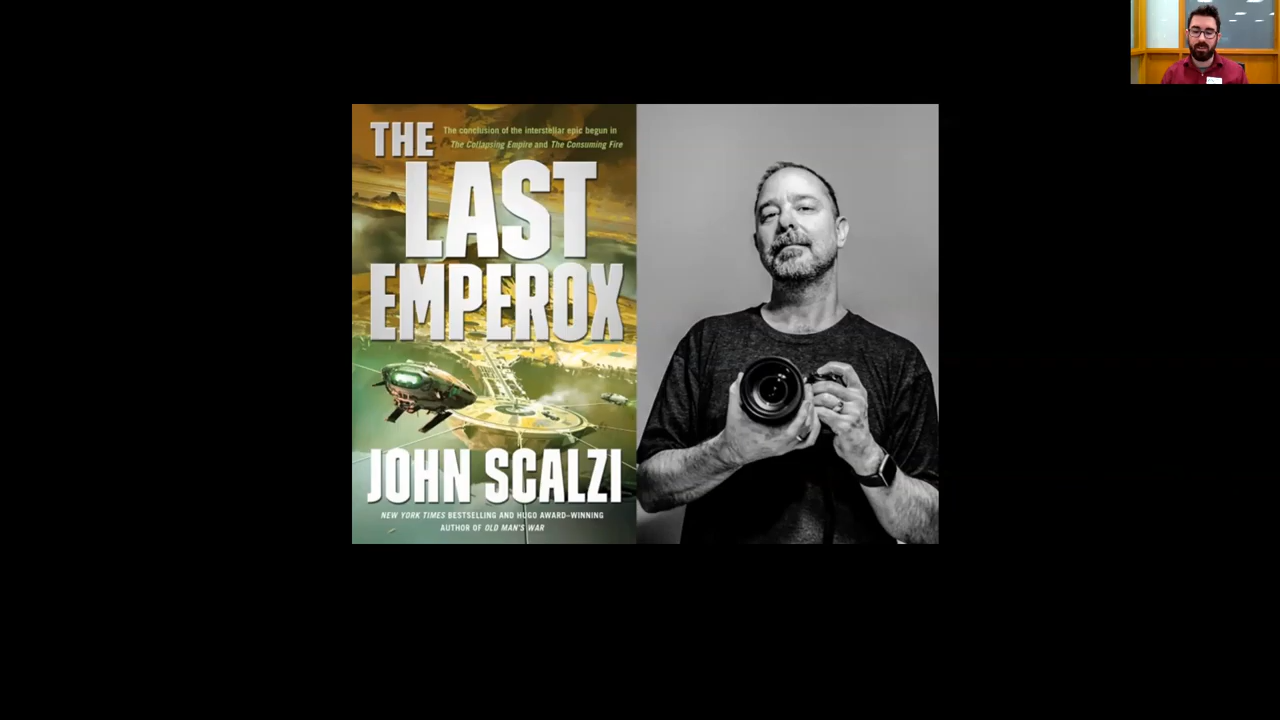 THE
The conclusion of the interstellar epic begun in
The Collapsing Empire and The Consuming Fire
LAST
EMPEROX
JOHN SCALZI
NEW YORK TIMES BESTSELLING AND HUGO AWARD–WINNING
AUTHOR OF OLD MAN'S WAR